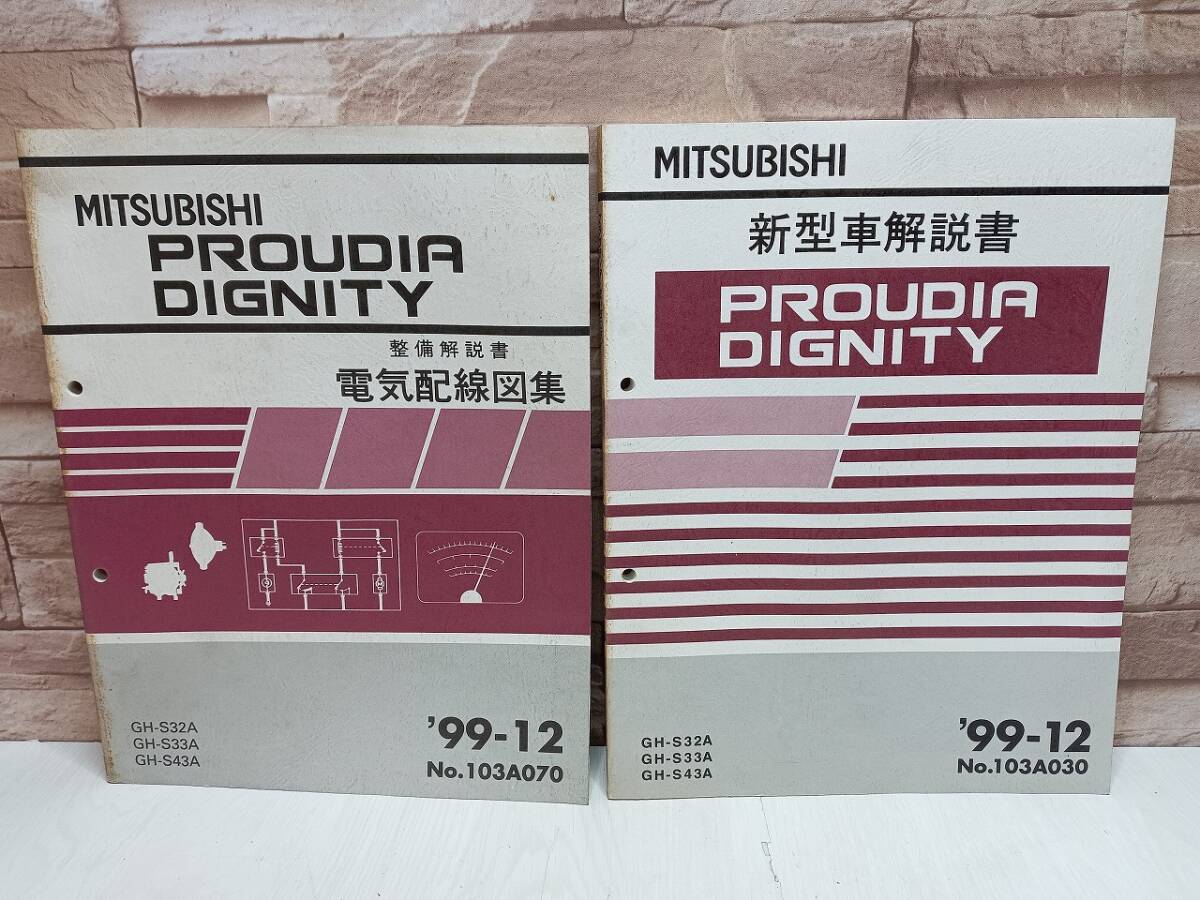 MITSUBISHI
PROUDIA
DIGNITY
整備解説書
電気配線図集
GH-S32A
GH-S33A
GH-S43A
'99-12
No.103A070
MITSUBISHI
新型車解説書
PROUDIA
DIGNITY
GH-S32A
GH-S33A
GH-S43A
'99-12
No.103A030